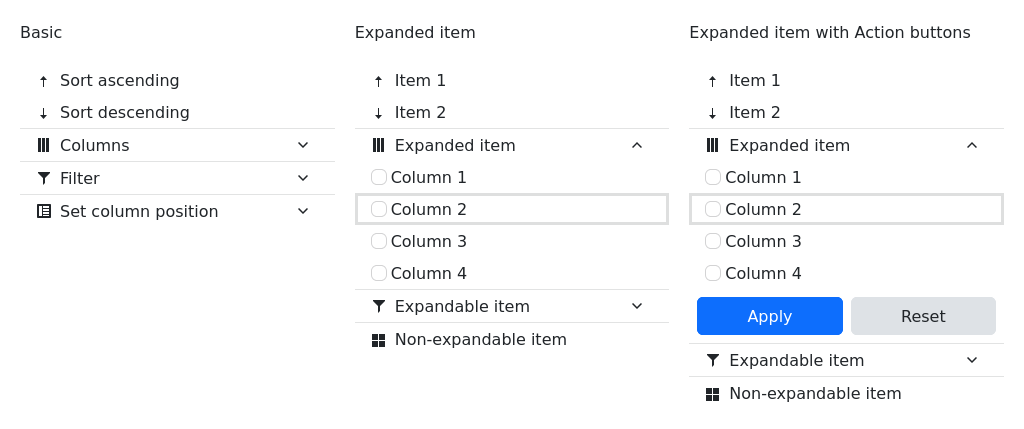 Basic
Sort ascending
Sort descending
Columns
Filter
Set column position
Expanded item
Item 1
Item 2
Expanded item
Column 1
Column 2
Column 3
Column 4
Expandable item
Non-expandable item
Expanded item with Action buttons
Item 1
Item 2
Expanded item
Column 1
Column 2
Column 3
Column 4
Apply
Reset
Expandable item
Non-expandable item